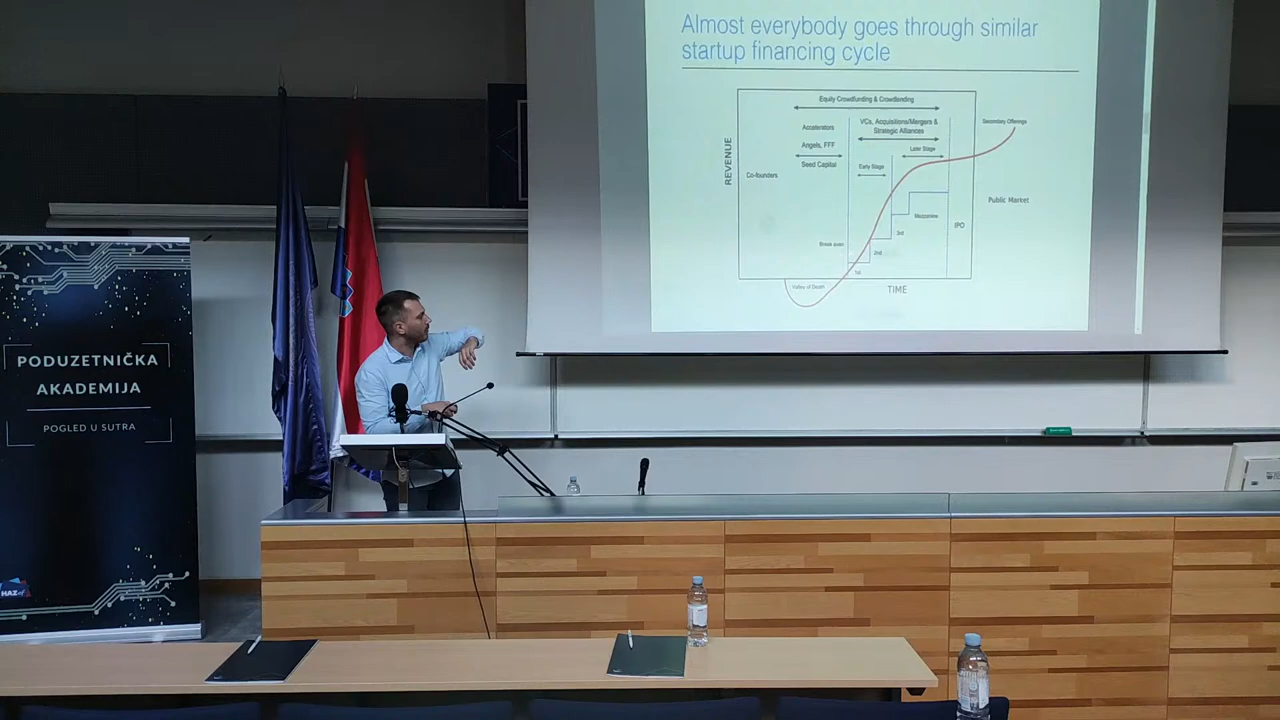 Almost everybody goes through similar
startup financing cycle
Equity Crowdfunding & Crowdlending
Accelerators
Angels, FFF
Seed Capital
VCs, Acquisitions/Mergers &
Strategic Alliances
Later Stage
Early Stage
Secondary Offerings
REVENUE
Co-founders
Public Market
Mezzanine
IPO
Break even
3rd
2nd
1st
Valley of Death
TIME
PODUZETNIČKA
AKADEMIJA
POGLED U SUTRA
HAZ